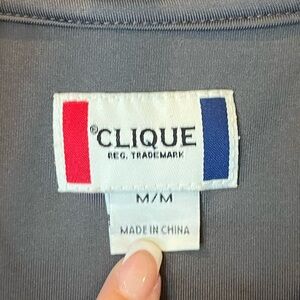 ®CLIQUE
REG. TRADEMARK
M/M
MADE IN CHINA